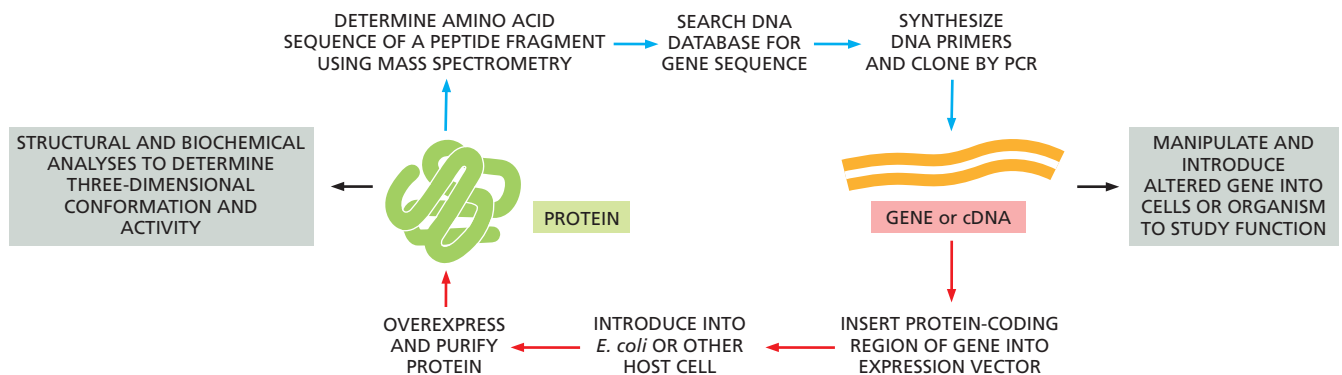 DETERMINE AMINO ACID
SEQUENCE OF A PEPTIDE FRAGMENT
USING MASS SPECTROMETRY
SEARCH DNA
DATABASE FOR
GENE SEQUENCE
SYNTHESIZE
DNA PRIMERS
AND CLONE BY PCR
STRUCTURAL AND BIOCHEMICAL
ANALYSES TO DETERMINE
THREE-DIMENSIONAL
CONFORMATION AND
ACTIVITY
PROTEIN
GENE or cDNA
MANIPULATE AND
INTRODUCE
ALTERED GENE INTO
CELLS OR ORGANISM
TO STUDY FUNCTION
OVEREXPRESS
AND PURIFY
PROTEIN
INTRODUCE INTO
E. coli OR OTHER
HOST CELL
INSERT PROTEIN-CODING
REGION OF GENE INTO
EXPRESSION VECTOR